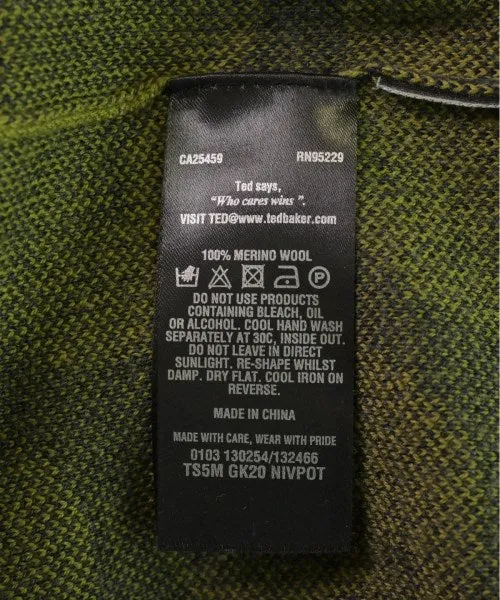 CA25459 RN95229
Ted says,
"Who cares wins".
VISIT TED@www.tedbaker.com
100% MERINO WOOL
P
DO NOT USE PRODUCTS
CONTAINING BLEACH, OIL
OR ALCOHOL. COOL HAND WASH
SEPARATELY AT 30C, INSIDE OUT.
DO NOT LEAVE IN DIRECT
SUNLIGHT. RE-SHAPE WHILST
DAMP. DRY FLAT. COOL IRON ON
REVERSE.
MADE IN CHINA
MADE WITH CARE, WEAR WITH PRIDE
0103 130254/132466
TS5M GK20 NIVPOT